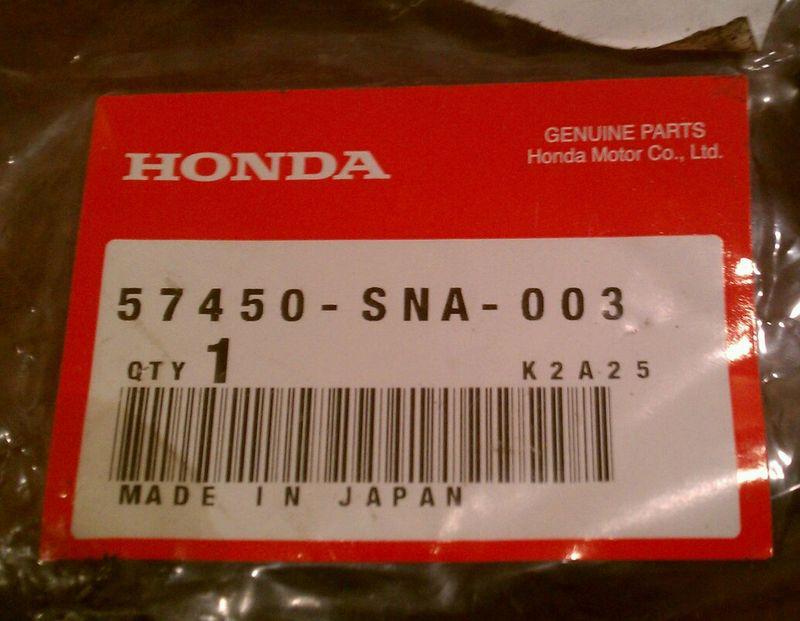 HONDA
GENUINE PARTS
Honda Motor Co., Ltd.
57450-SNA-003
QTY 1 K2A25
MADE IN JAPAN